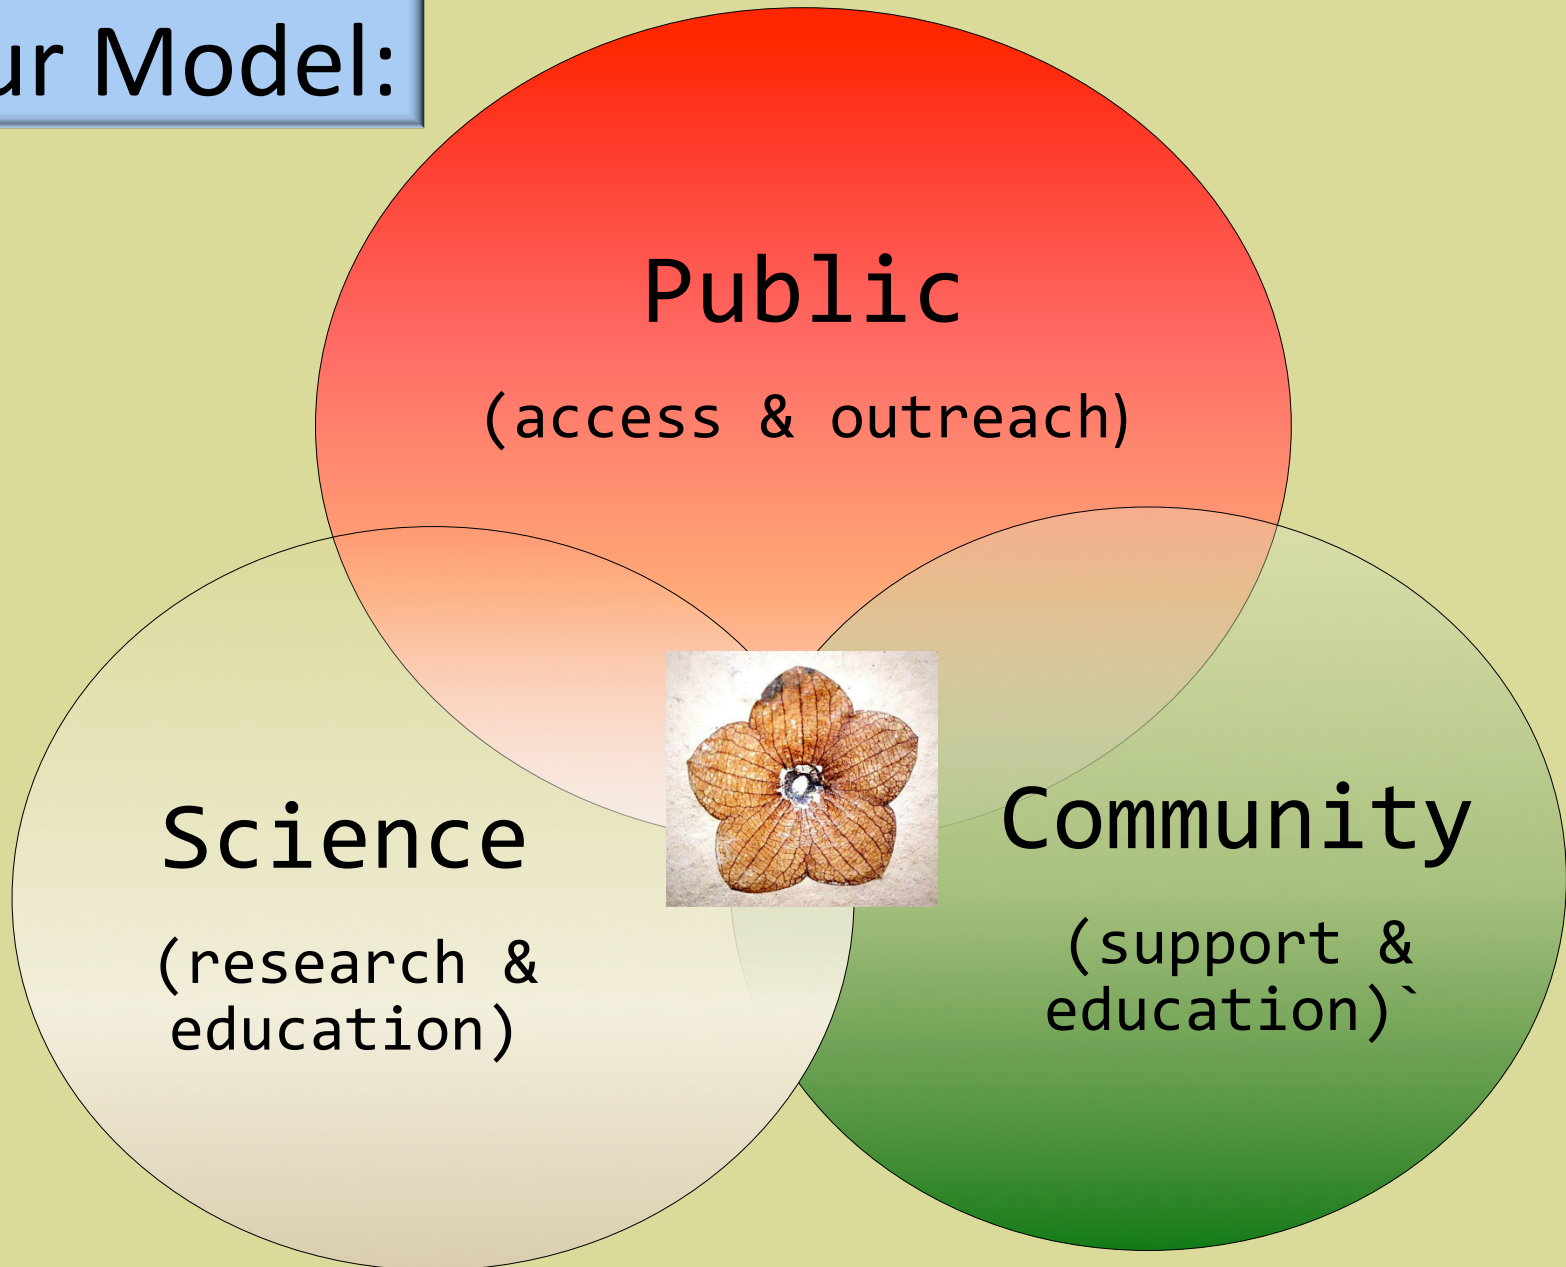 ur Model:
Public
(access & outreach)
Science
(research &
education)
Community
(support &
education)`